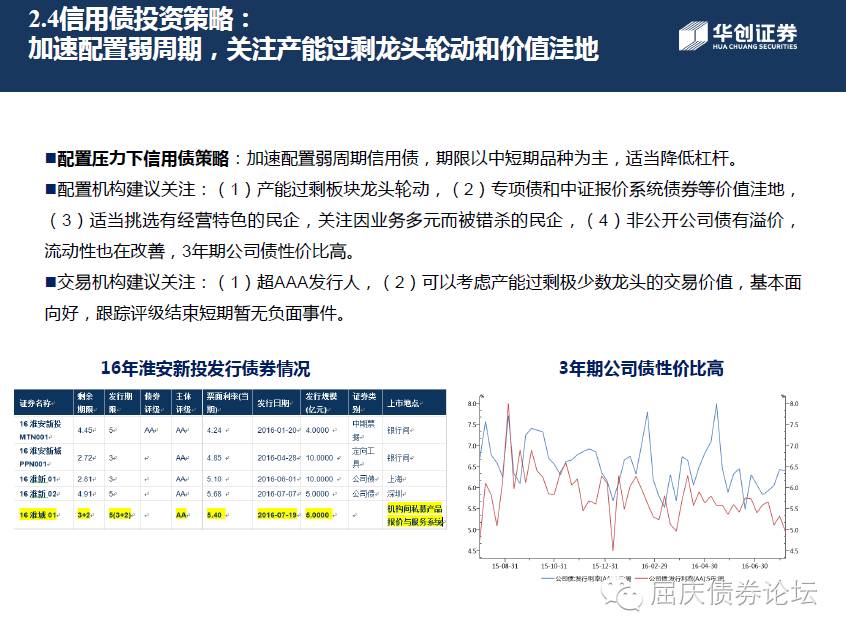 2.4信用债投资策略：
加速配置弱周期，关注产能过剩龙头轮动和价值洼地
华创证券
HUA CHUANG SECURITIES
■配置压力下信用债策略：加速配置弱周期信用债，期限以中短期品种为主，适当降低杠杆。
■配置机构建议关注：（1）产能过剩板块龙头轮动，（2）专项债和中证报价系统债券等价值洼地，
（3）适当挑选有经营特色的民企，关注因业务多元而被错杀的民企，（4）非公开公司债有溢价，
流动性也在改善，3年期公司债性价比高。
■交易机构建议关注：（1）超AAA发行人，（2）可以考虑产能过剩极少数龙头的交易价值，基本面
向好，跟踪评级结束短期暂无负面事件。
16年淮安新投发行债券情况
证券名称 剩余期限 发行期限 债券评级 主体评级 票面利率(当期) 发行日期 发行规模(亿元) 证券类别 上市地点
16 淮安新投MTN001 4.45 5 AA AA 4.24 2016-01-20 4.0000 中期票据 银行间
16 淮安新城PPN001 2.72 3 AA 4.85 2016-04-28 10.0000 定向工具 银行间
16 淮新 01 2.81 3 AA 5.10 2016-06-01 10.0000 公司债 上海
16 淮新 02 4.91 5 AA 5.68 2016-07-07 5.0000 公司债 深圳
16 淮城 01 3+2 5(3+2) AA 5.40 2016-07-19 5.0000 机构间私募产品报价与服务系统
3年期公司债性价比高
% %
8.0 8.0
7.5 7.5
7.0 7.0
6.5 6.5
6.0 6.0
5.5 5.5
5.0 5.0
4.5 4.5
15-08-31 15-10-31 15-12-31 16-02-29 16-04-30 16-06-30
公司债:发行利率(AA):3年:周 公司债:发行利率(AA):5年:周
屈庆债券论坛